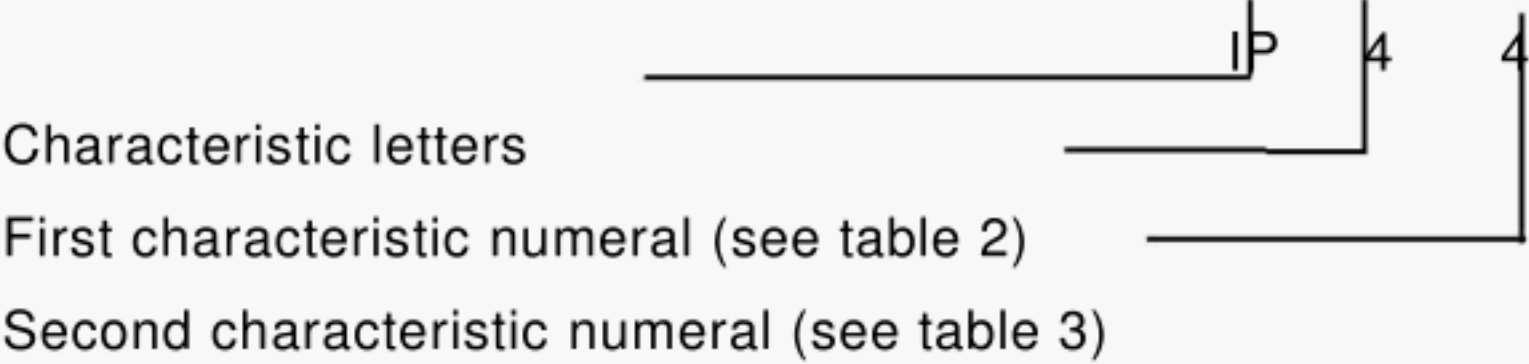 IP 4 4
Characteristic letters
First characteristic numeral (see table 2)
Second characteristic numeral (see table 3)